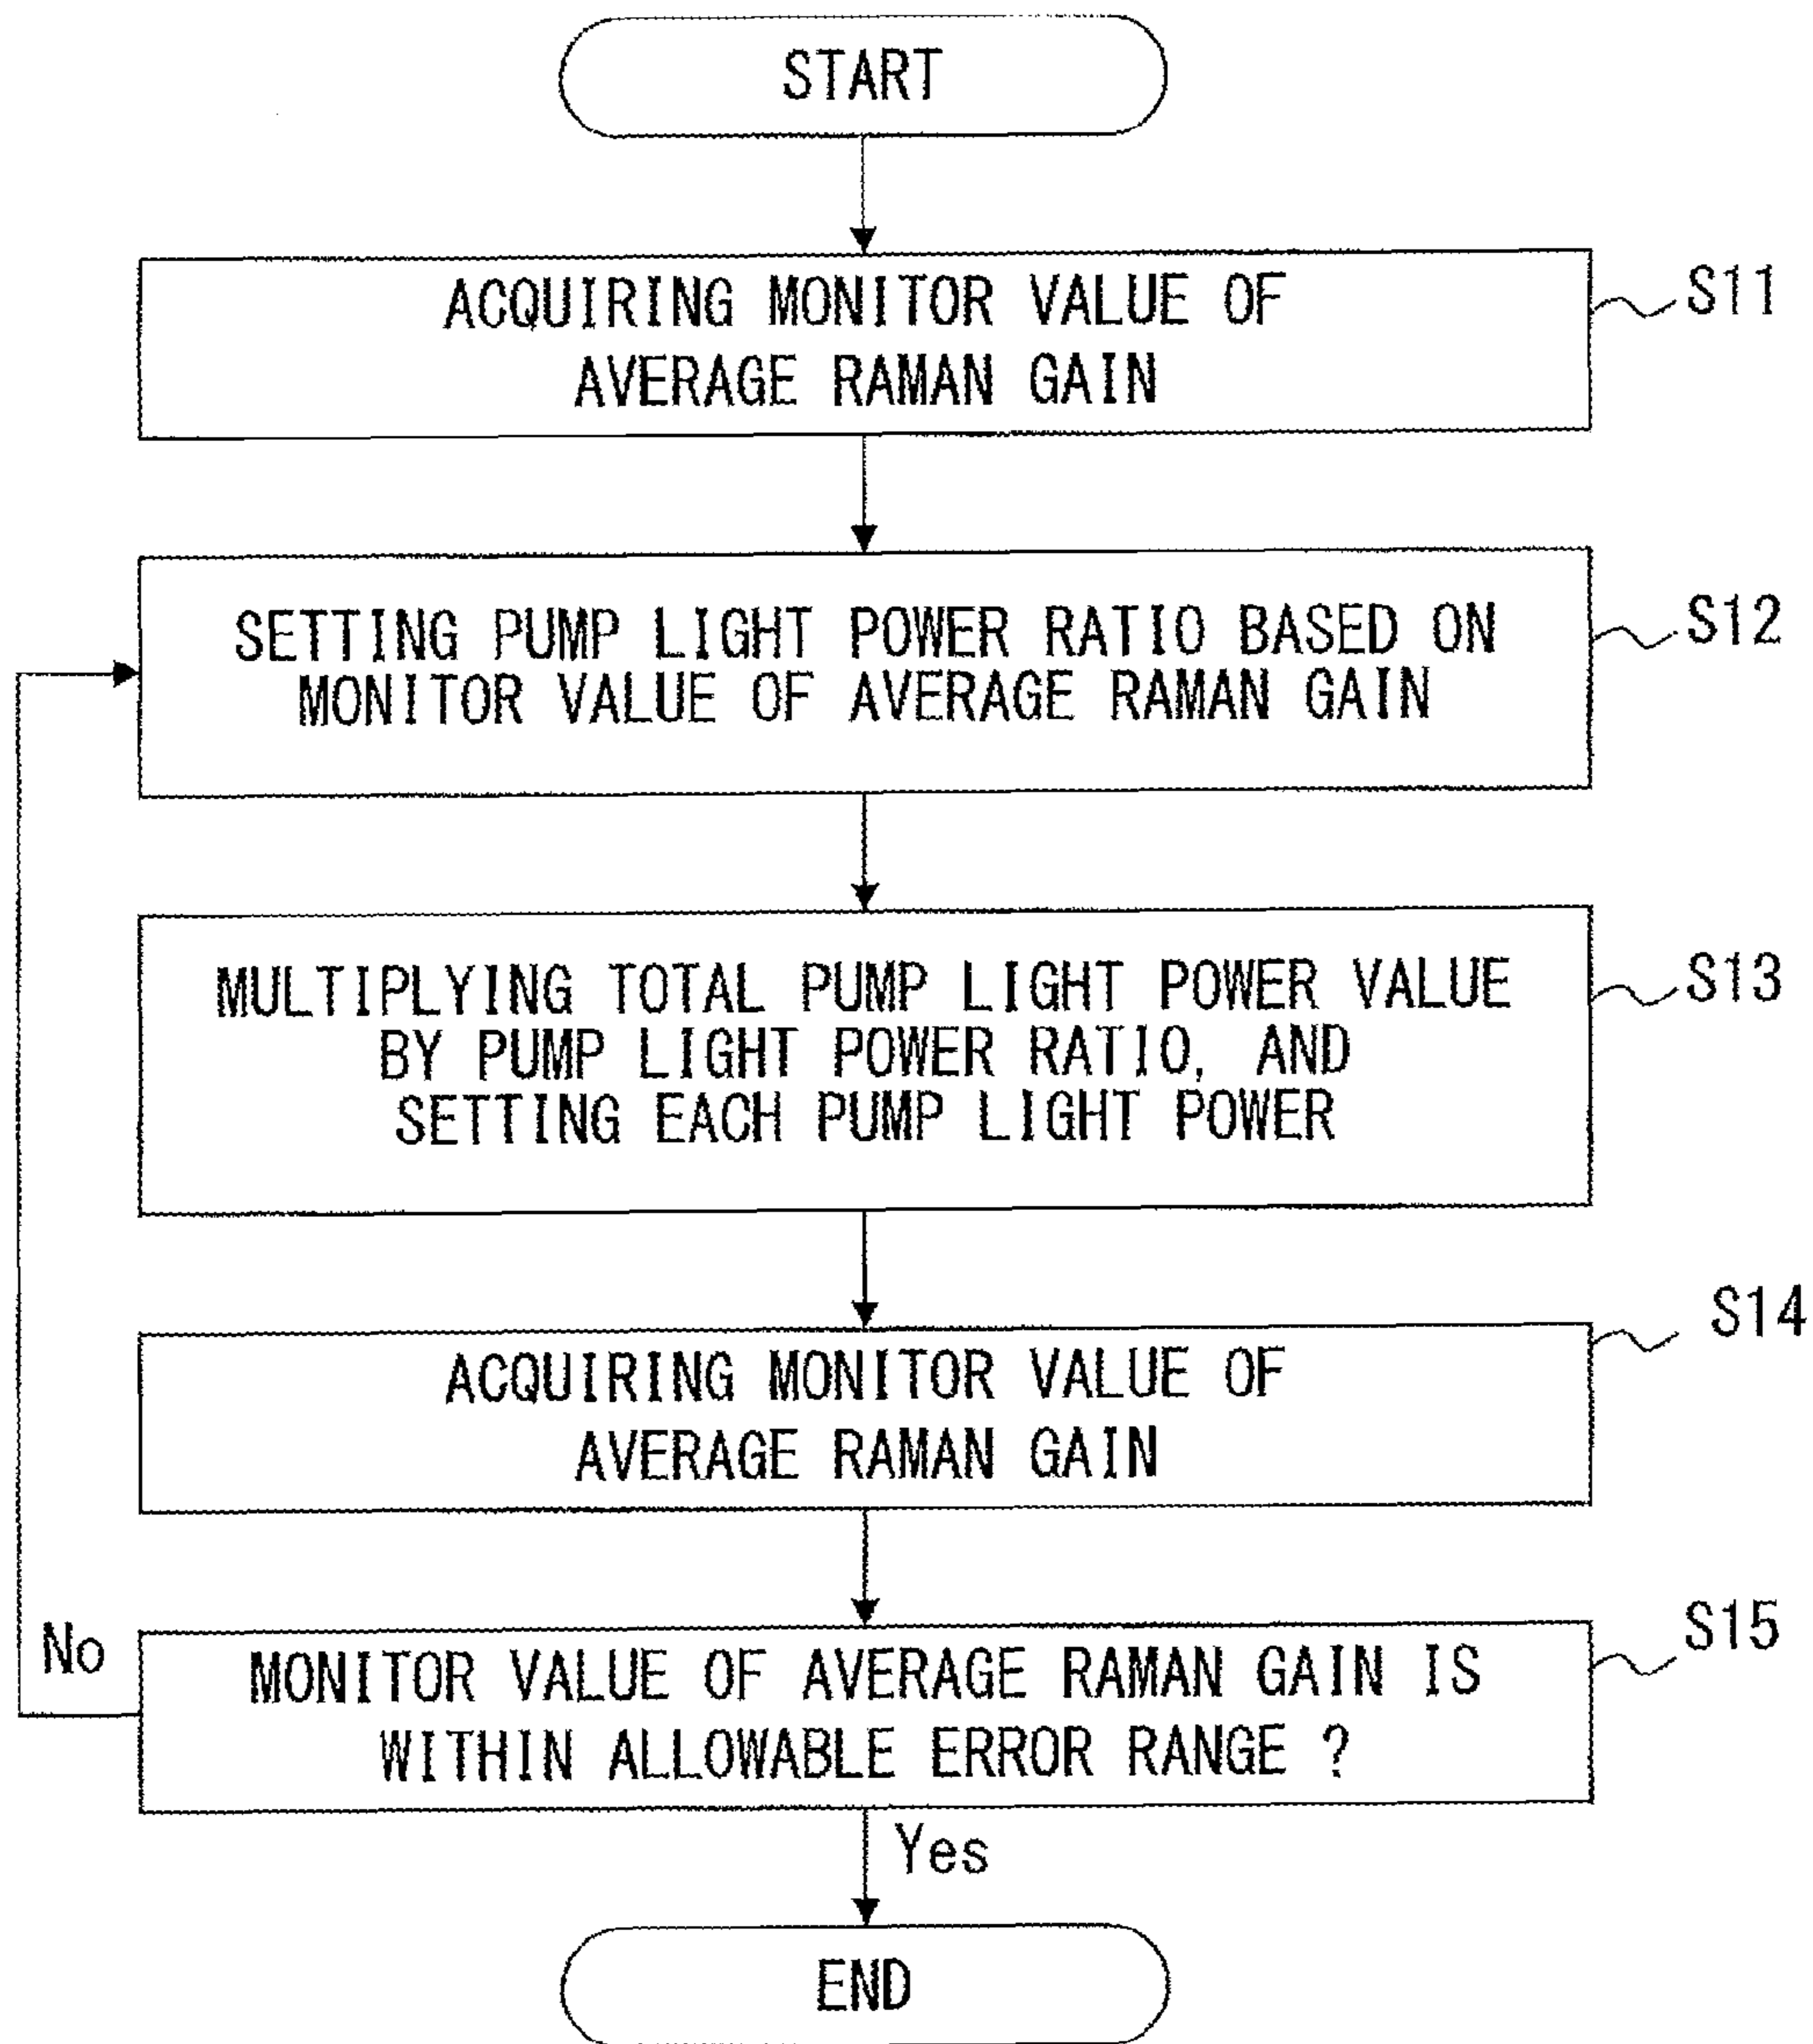 START
ACQUIRING MONITOR VALUE OF
AVERAGE RAMAN GAIN
S11
SETTING PUMP LIGHT POWER RATIO BASED ON
MONITOR VALUE OF AVERAGE RAMAN GAIN
S12
MULTIPLYING TOTAL PUMP LIGHT POWER VALUE
BY PUMP LIGHT POWER RATIO, AND
SETTING EACH PUMP LIGHT POWER
S13
ACQUIRING MONITOR VALUE OF
AVERAGE RAMAN GAIN
S14
MONITOR VALUE OF AVERAGE RAMAN GAIN IS
WITHIN ALLOWABLE ERROR RANGE ?
S15
No
Yes
END